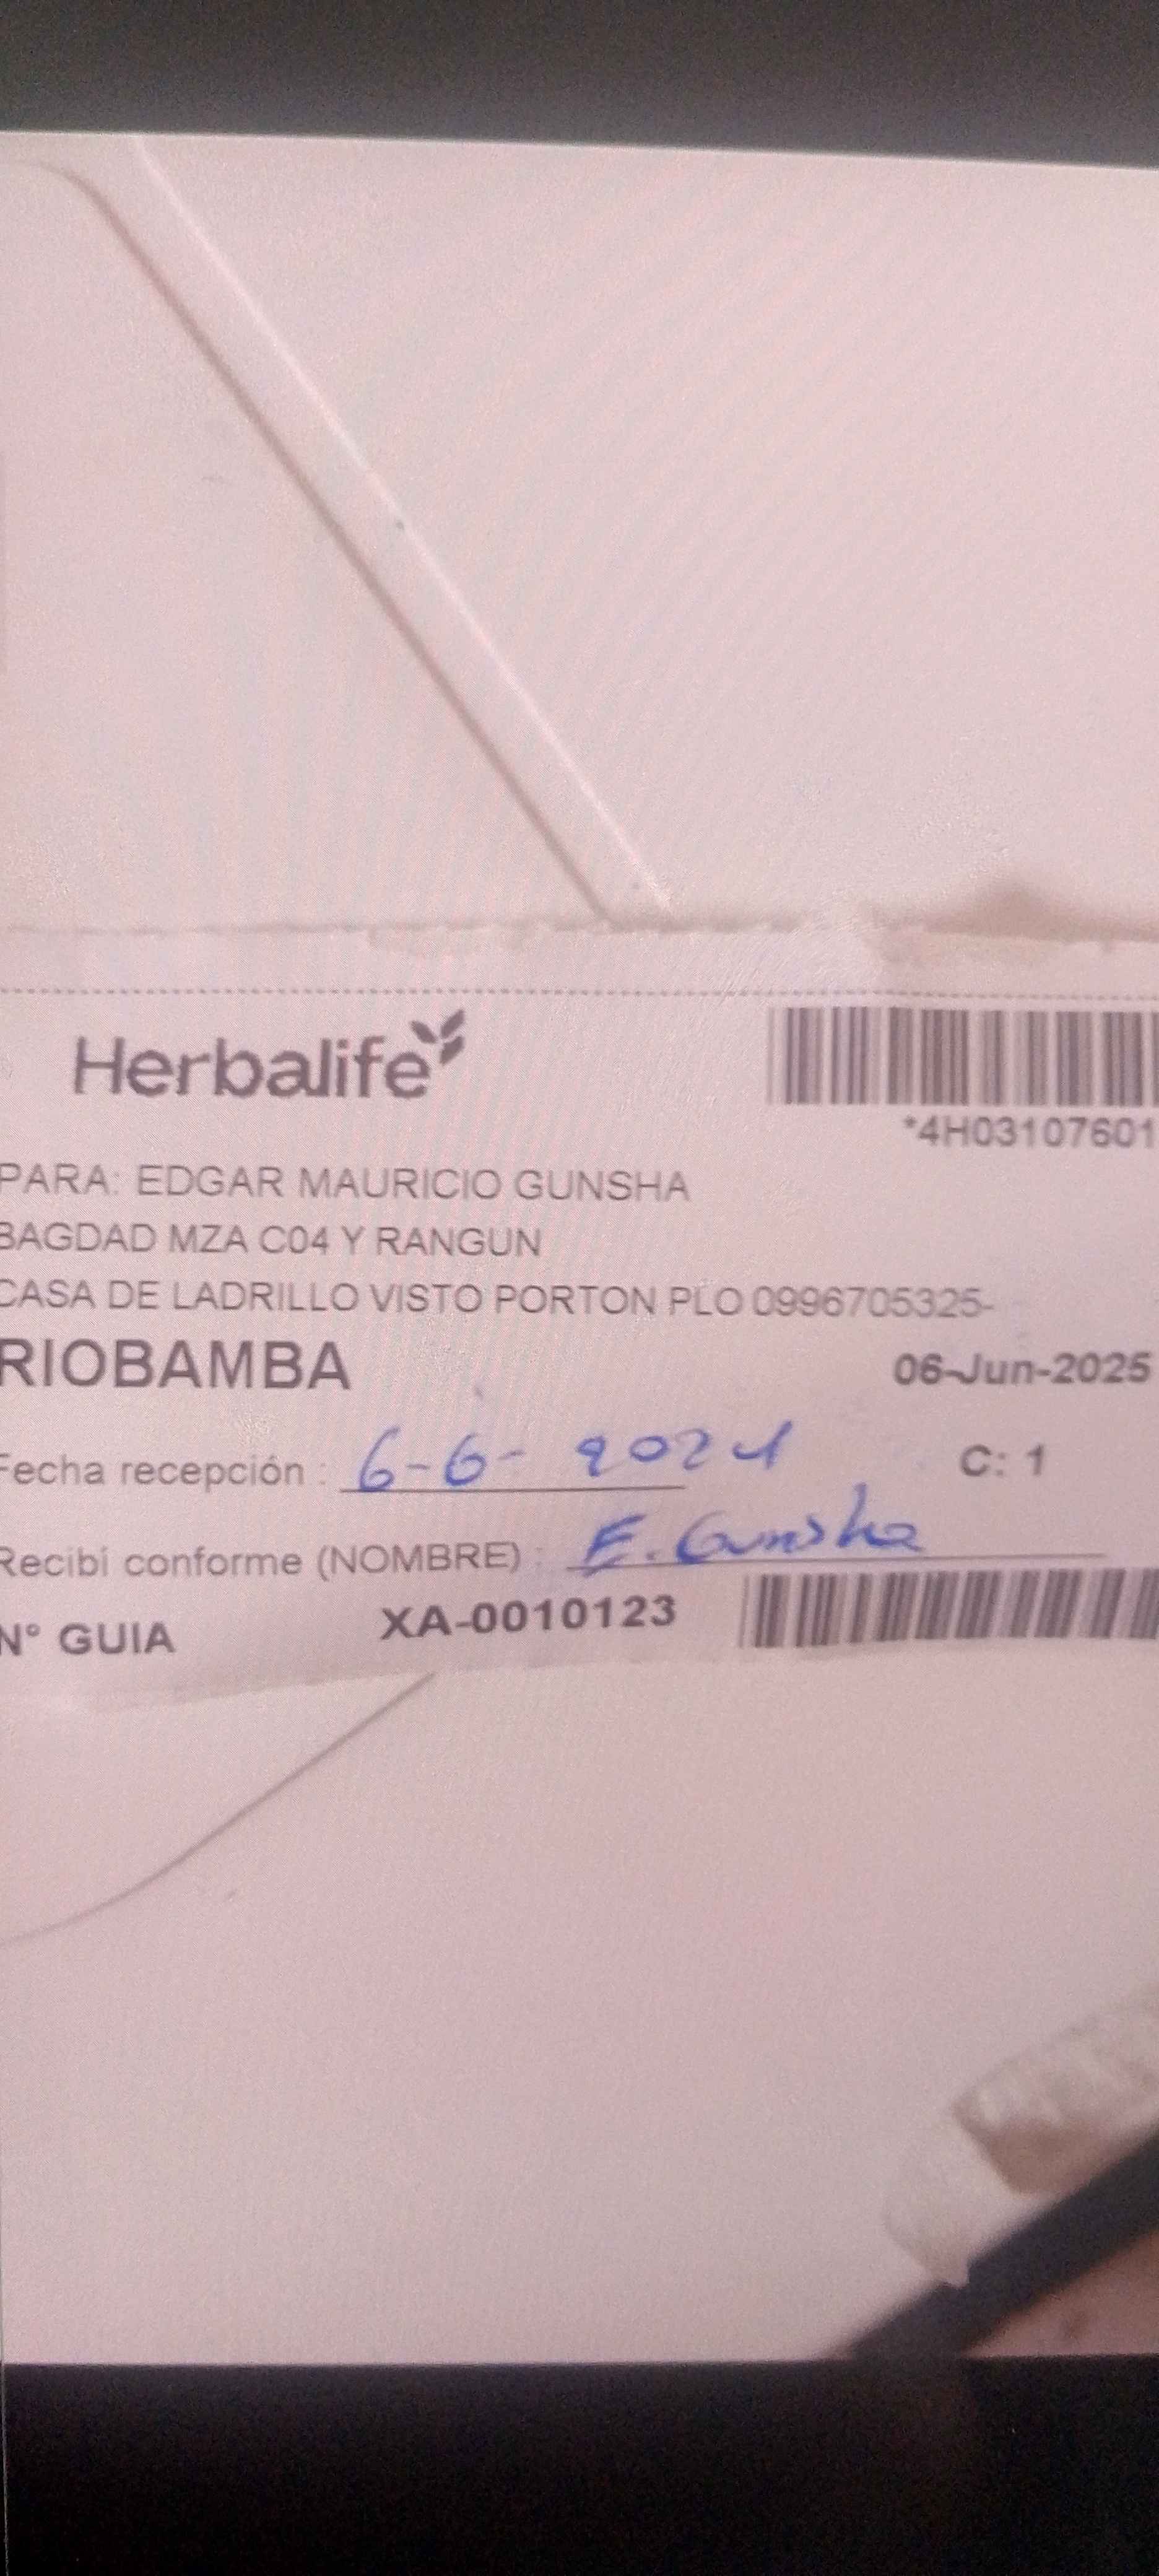 Herbalife
*4H03107601
PARA: EDGAR MAURICIO GUNSHA
BAGDAD MZA C04 Y RANGUN
CASA DE LADRILLO VISTO PORTON PLO 0996705325-
RIOBAMBA 06-Jun-2025
Fecha recepción : 6-6- 2021 C: 1
Recibí conforme (NOMBRE) : E. Gunsha
N° GUIA XA-0010123